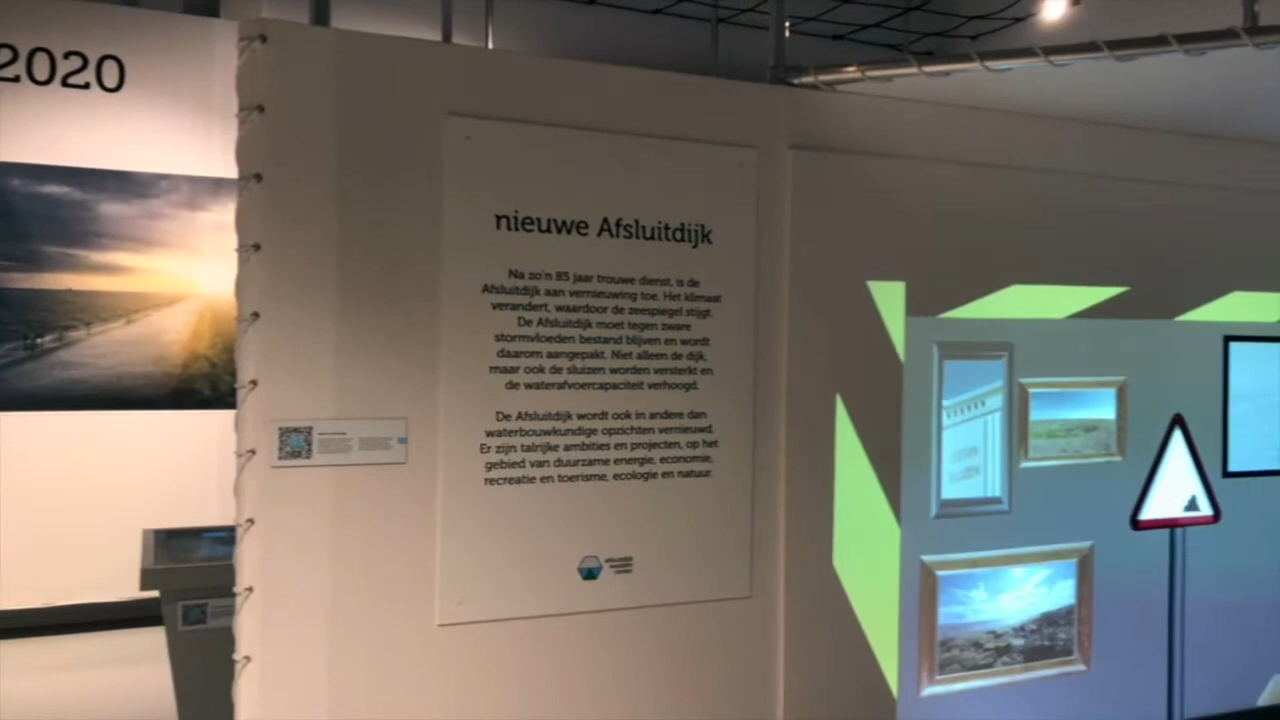 2020
nieuwe Afsluitdijk
Na zo'n 85 jaar trouwe dienst, is de
Afsluitdijk aan vernieuwing toe. Het klimaat
verandert, waardoor de zeespiegel stijgt.
De Afsluitdijk moet tegen zware
stormvloeden bestand blijven en wordt
daarom aangepakt. Niet alleen de dijk,
maar ook de sluizen worden versterkt en
de waterafvoercapaciteit verhoogd.
De Afsluitdijk wordt ook in andere dan
waterbouwkundige opzichten vernieuwd.
Er zijn talrijke ambities en projecten, op het
gebied van duurzame energie, economie,
recreatie en toerisme, ecologie en natuur.
afsluitdijk
wadden
center